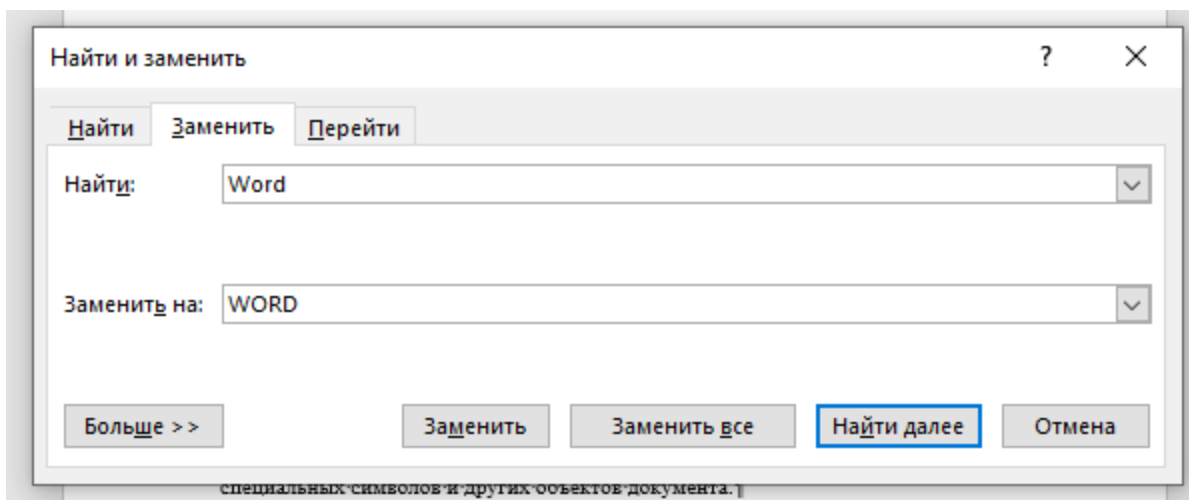 Найти и заменить ?
Найти Заменить Перейти
Найти: Word
Заменить на: WORD
Больше >> Заменить Заменить все Найти далее Отмена
специальных·символов·и·других·объектов·документа.¶